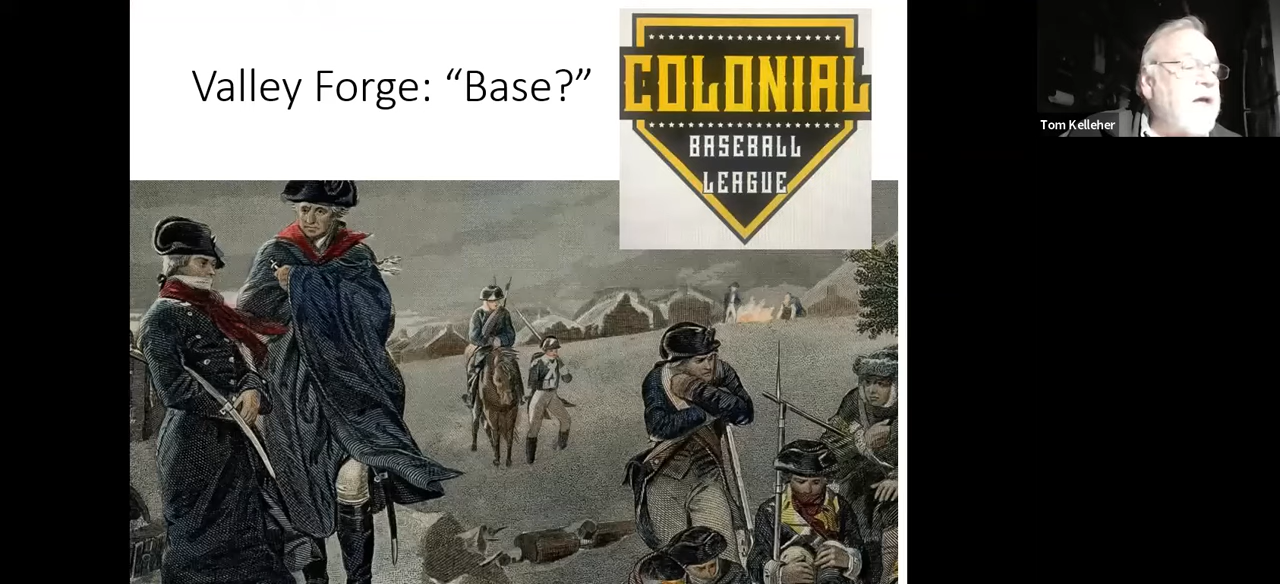 Valley Forge: “Base?”
COLONIAL
BASEBALL
LEAGUE
Tom Kelleher